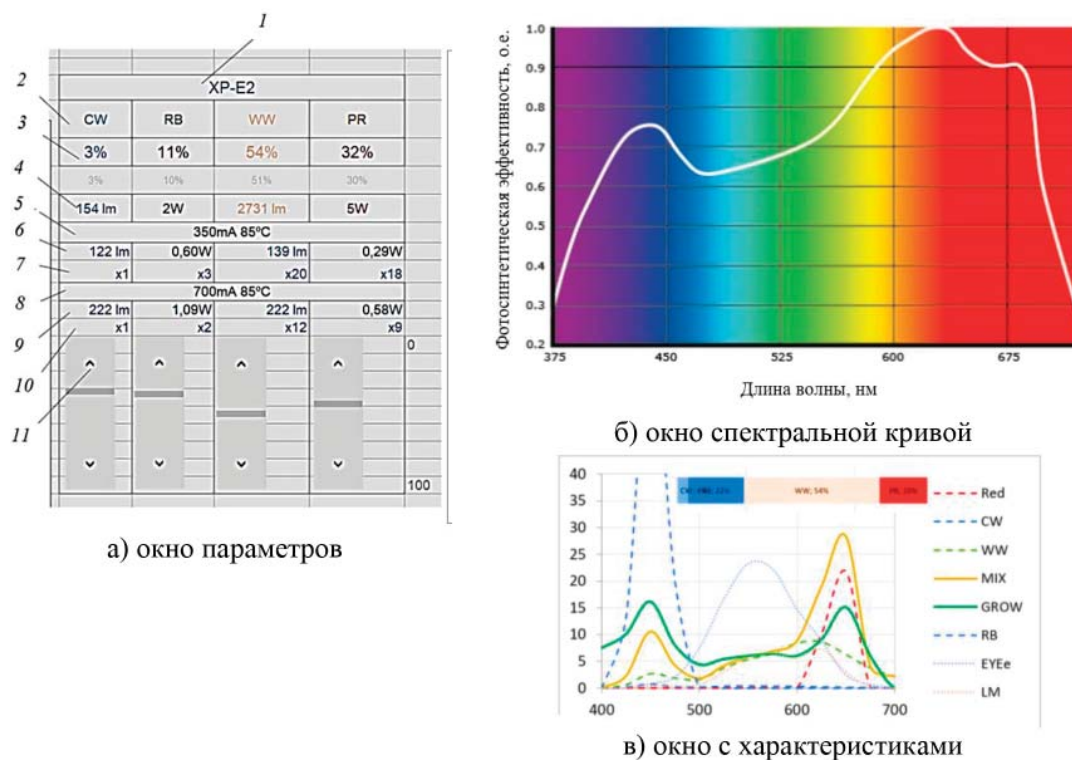 1
2
3
4
5
6
7
8
9
10
11
XP-E2
CW RB WW PR
3% 11% 54% 32%
3% 10% 51% 30%
154 lm 2W 2731 lm 5W
350mA 85ºC
122 lm 0,60W 139 lm 0,29W
x1 x3 x20 x18
700mA 85ºC
222 lm 1,09W 222 lm 0,58W
x1 x2 x12 x9
0
100
а) окно параметров
Фотосинтетическая эффективность, о.е.
1.0
0.9
0.8
0.7
0.6
0.5
0.4
0.3
0.2
375 450 525 600 675
Длина волны, нм
б) окно спектральной кривой
40
35
30
25
20
15
10
5
0
400 500 600 700
WW; 54%
Red
CW
WW
MIX
GROW
RB
EYEe
LM
в) окно с характеристиками